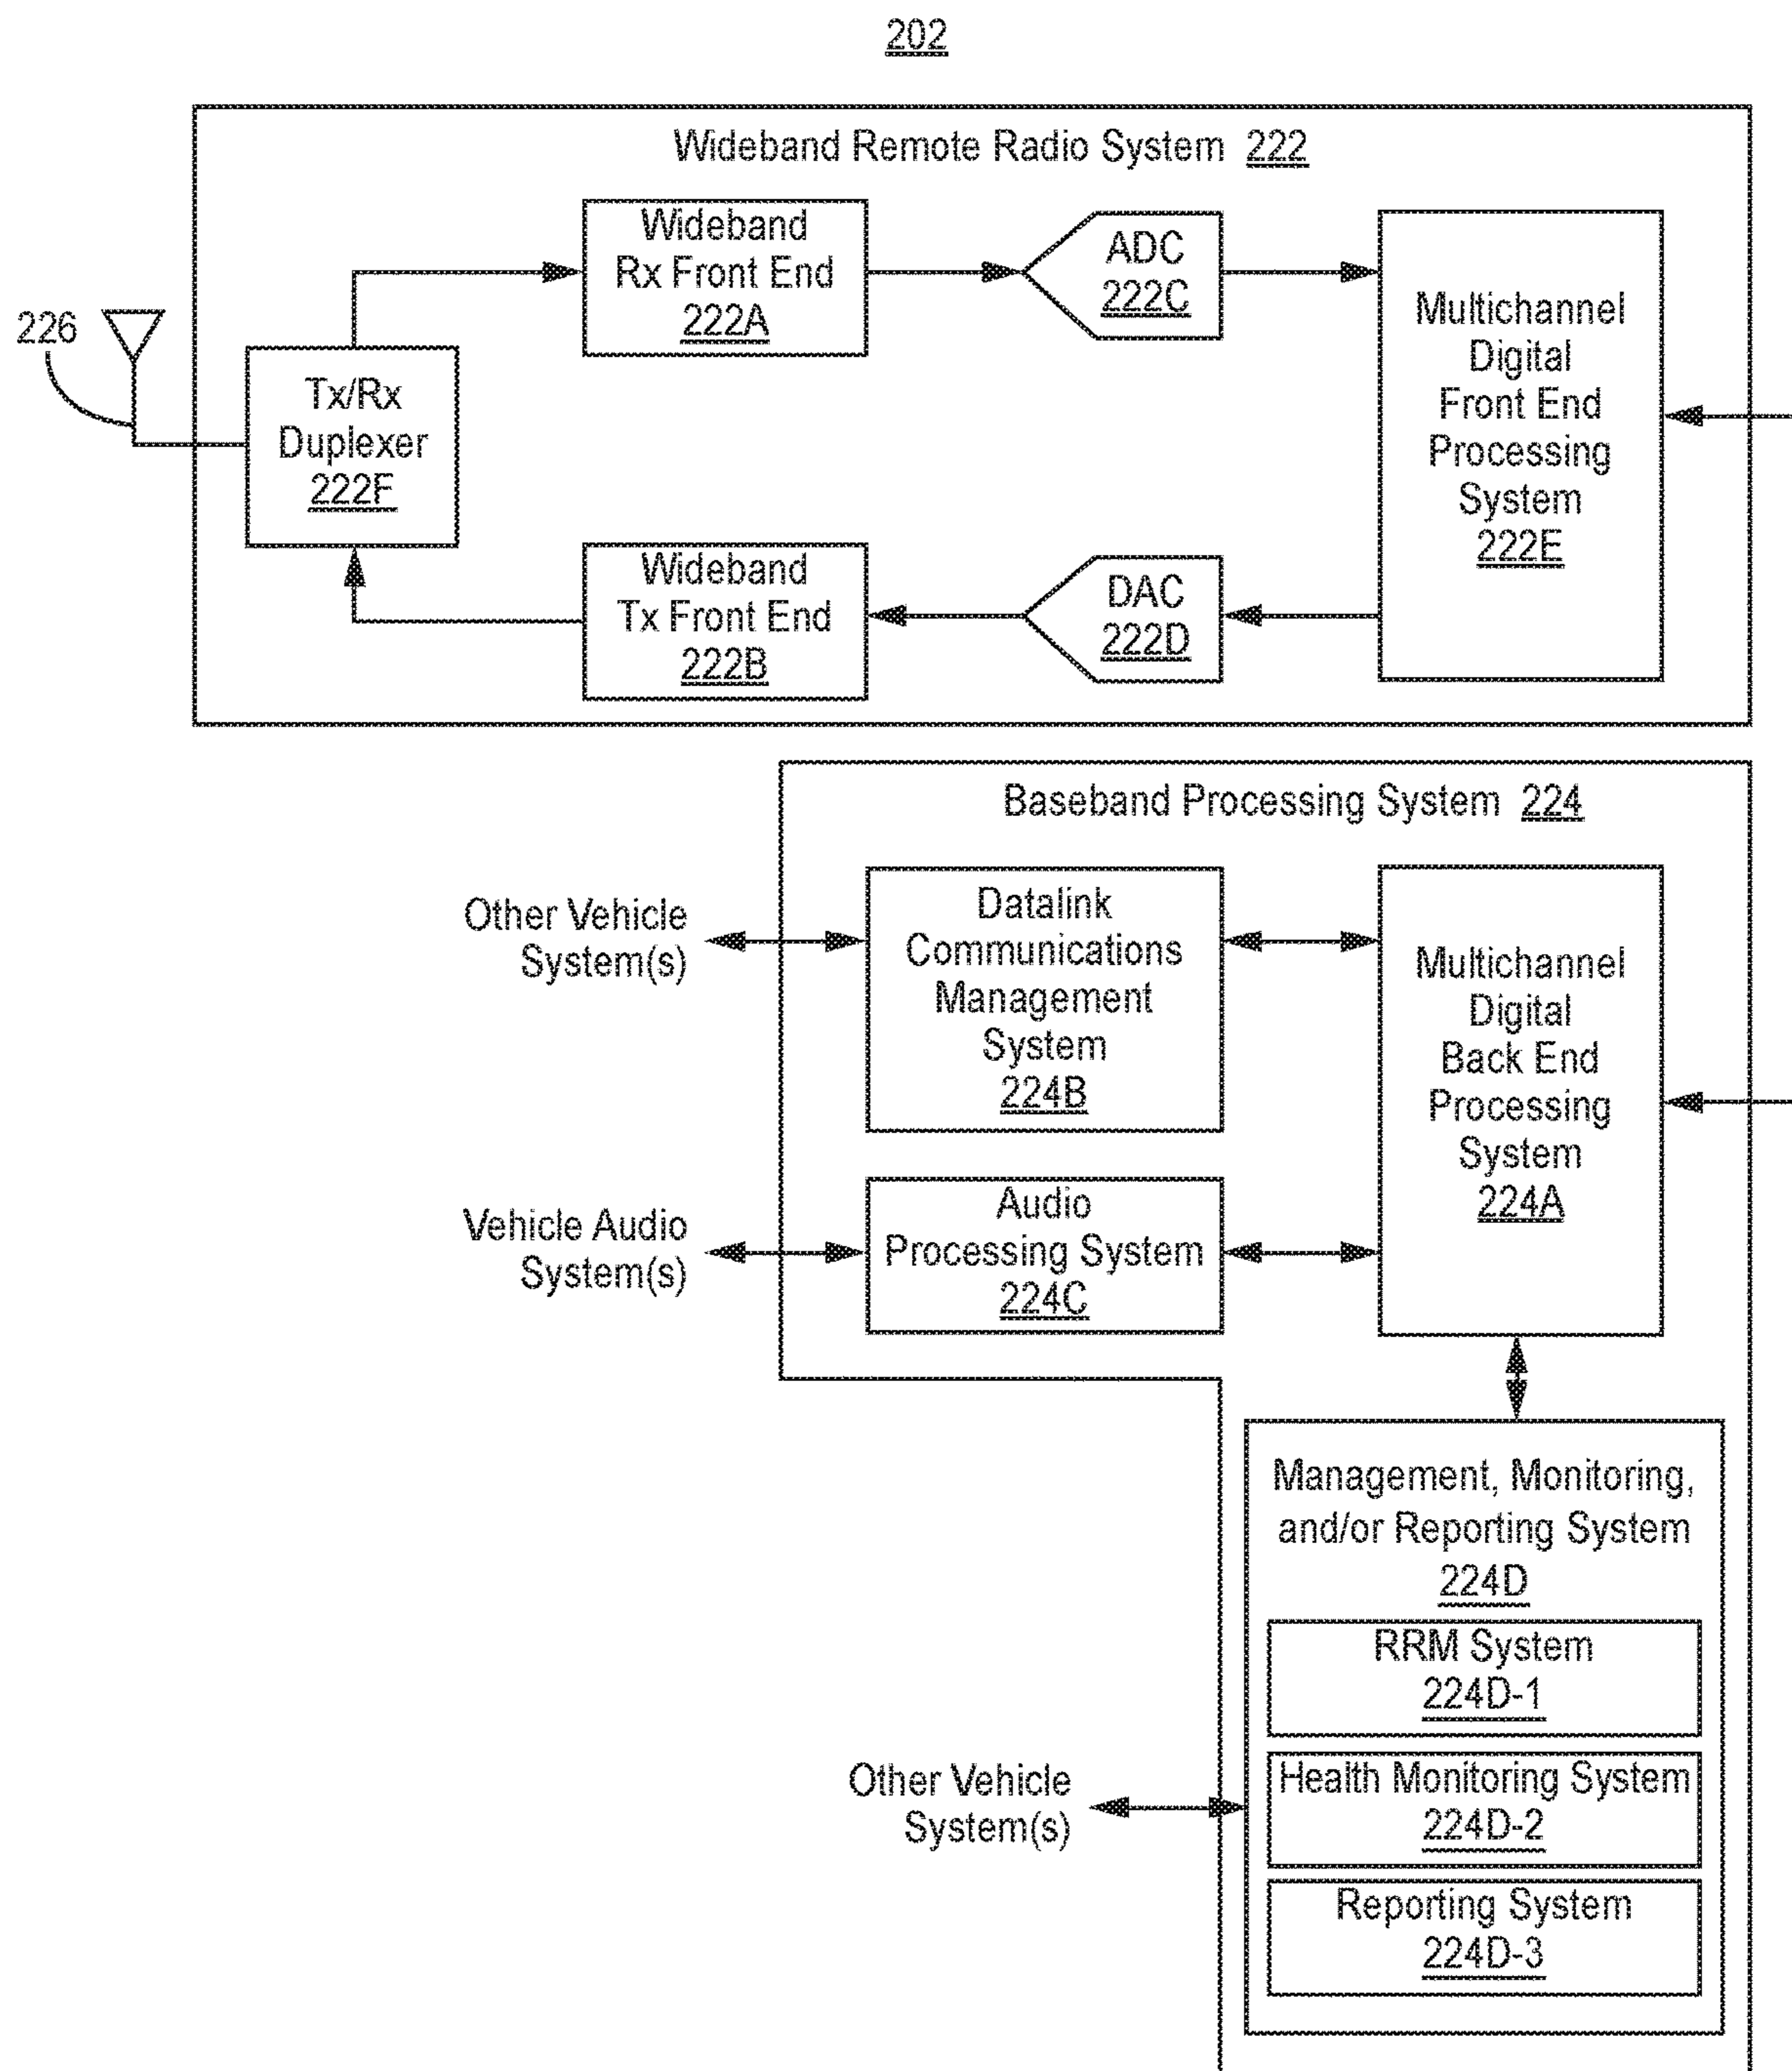 202
Wideband Remote Radio System 222
Wideband
Rx Front End
222A
ADC
222C
Multichannel
Digital
Front End
Processing
System
222E
226
Tx/Rx
Duplexer
222F
Wideband
Tx Front End
222B
DAC
222D
Baseband Processing System 224
Other Vehicle
System(s)
Datalink
Communications
Management
System
224B
Multichannel
Digital
Back End
Processing
System
224A
Vehicle Audio
System(s)
Audio
Processing System
224C
Management, Monitoring,
and/or Reporting System
224D
RRM System
224D-1
Other Vehicle
System(s)
Health Monitoring System
224D-2
Reporting System
224D-3